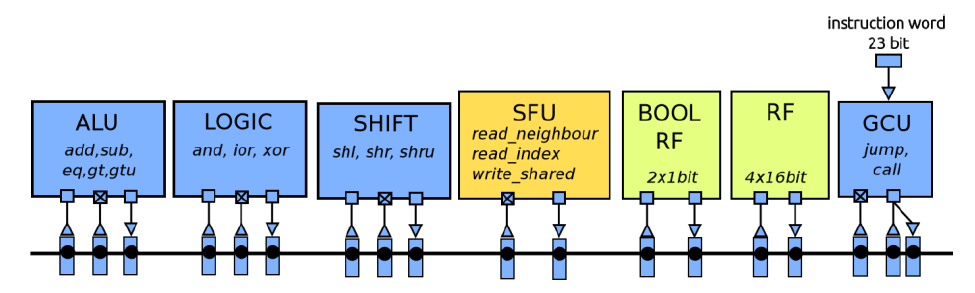 instruction word
23 bit
ALU
add,sub,
eq,gt,gtu
LOGIC
and, ior, xor
SHIFT
shl, shr, shru
SFU
read_neighbour
read_index
write_shared
BOOL
RF
2x1bit
RF
4x16bit
GCU
jump,
call